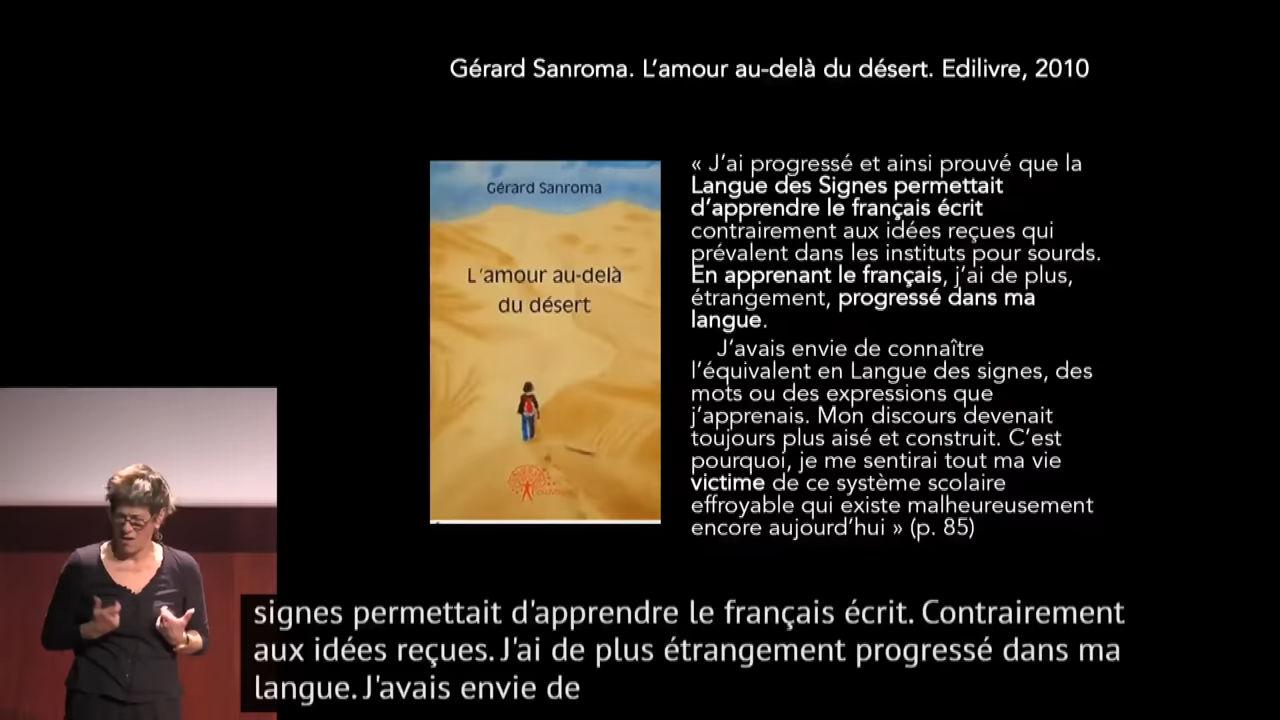 Gérard Sanroma. L’amour au-delà du désert. Edilivre, 2010
Gérard Sanroma
L'amour au-delà
du désert
« J’ai progressé et ainsi prouvé que la
Langue des Signes permettait
d’apprendre le français écrit
contrairement aux idées reçues qui
prévalent dans les instituts pour sourds.
En apprenant le français, j’ai de plus,
étrangement, progressé dans ma
langue.
J’avais envie de connaître
l’équivalent en Langue des signes, des
mots ou des expressions que
j’apprenais. Mon discours devenait
toujours plus aisé et construit. C’est
pourquoi, je me sentirai tout ma vie
victime de ce système scolaire
effroyable qui existe malheureusement
encore aujourd’hui » (p. 85)
signes permettait d'apprendre le français écrit. Contrairement
aux idées reçues. J'ai de plus étrangement progressé dans ma
langue. J'avais envie de